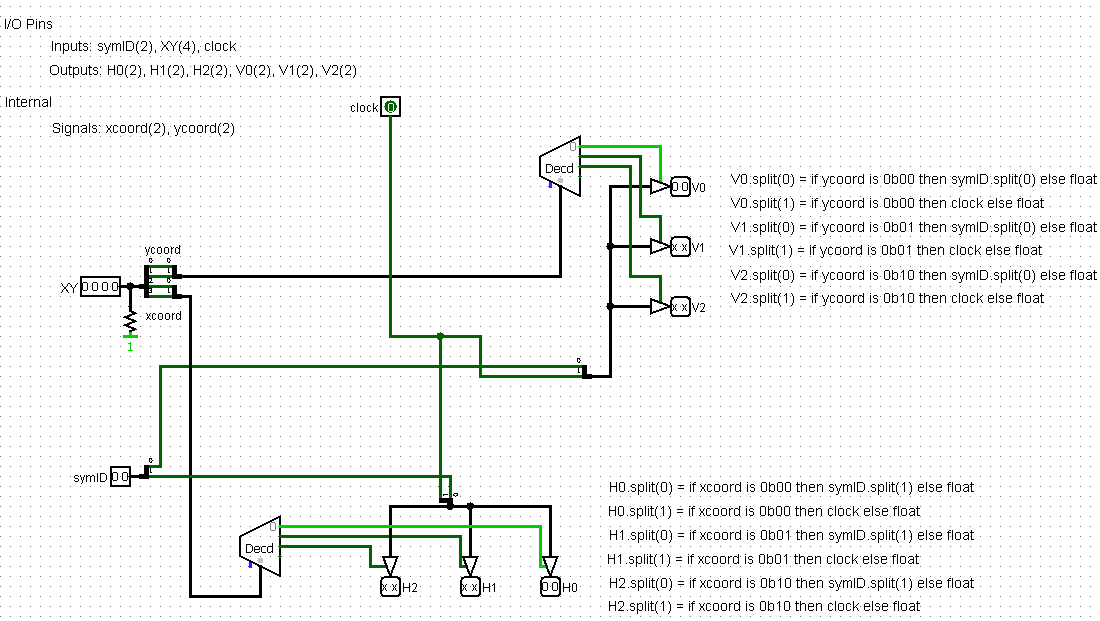 I/O Pins
Inputs: symID(2), XY(4), clock
Outputs: H0(2), H1(2), H2(2), V0(2), V1(2), V2(2)
Internal
Signals: xcoord(2), ycoord(2)
clock
0
0
Decd
0 0 V0
x x V1
x x V2
V0.split(0) = if ycoord is 0b00 then symID.split(0) else float
V0.split(1) = if ycoord is 0b00 then clock else float
V1.split(0) = if ycoord is 0b01 then symID.split(0) else float
V1.split(1) = if ycoord is 0b01 then clock else float
V2.split(0) = if ycoord is 0b10 then symID.split(0) else float
V2.split(1) = if ycoord is 0b10 then clock else float
ycoord
XY 0 0 0 0
xcoord
1
0
1
symID 0 0
0
1
1 0
0
Decd
x x H2
x x H1
0 0 H0
H0.split(0) = if xcoord is 0b00 then symID.split(1) else float
H0.split(1) = if xcoord is 0b00 then clock else float
H1.split(0) = if xcoord is 0b01 then symID.split(1) else float
H1.split(1) = if xcoord is 0b01 then clock else float
H2.split(0) = if xcoord is 0b10 then symID.split(1) else float
H2.split(1) = if xcoord is 0b10 then clock else float